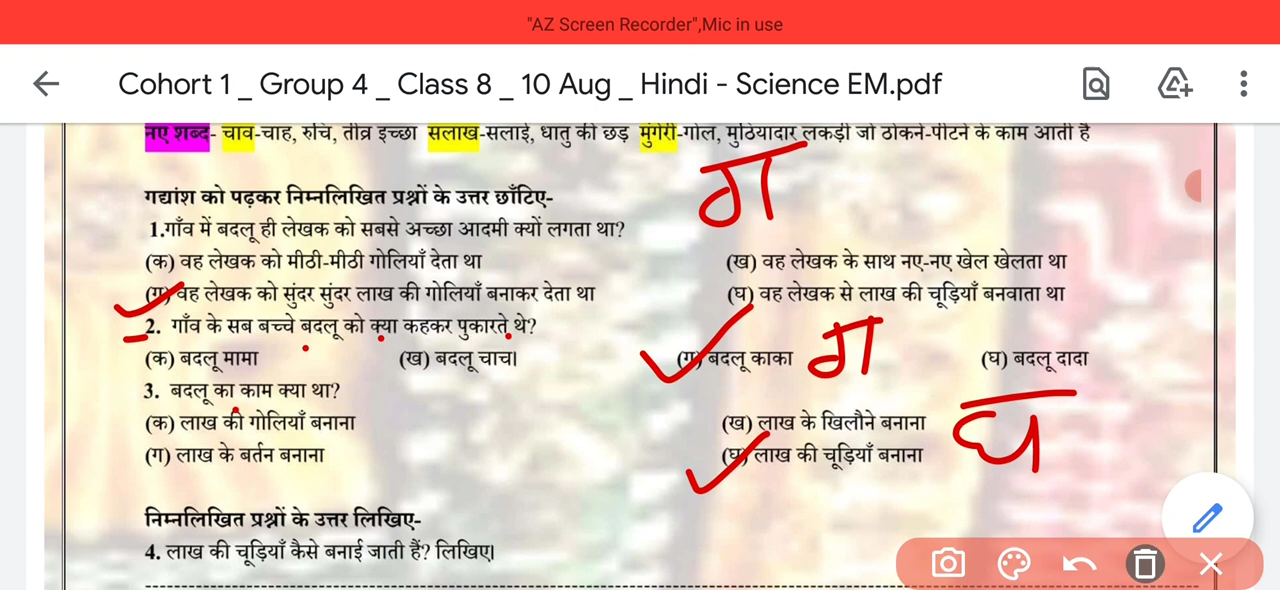 "AZ Screen Recorder",Mic in use
Cohort 1 _ Group 4 _ Class 8 _ 10 Aug _ Hindi - Science EM.pdf
नए शब्द- चाव-चाह, रुचि, तीव्र इच्छा सलाख-सलाई, धातु की छड़ मुंगेरी-गोल, मुठियादार लकड़ी जो ठोकने-पीटने के काम आती है
ग
गद्यांश को पढ़कर निम्नलिखित प्रश्नों के उत्तर छाँटिए-
1.गाँव में बदलू ही लेखक को सबसे अच्छा आदमी क्यों लगता था?
(क) वह लेखक को मीठी-मीठी गोलियाँ देता था (ख) वह लेखक के साथ नए-नए खेल खेलता था
(ग) वह लेखक को सुंदर सुंदर लाख की गोलियाँ बनाकर देता था (घ) वह लेखक से लाख की चूड़ियाँ बनवाता था
2. गाँव के सब बच्चे बदलू को क्या कहकर पुकारते थे?
(क) बदलू मामा (ख) बदलू चाचा। (ग) बदलू काका ग (घ) बदलू दादा
3. बदलू का काम क्या था?
(क) लाख की गोलियाँ बनाना (ख) लाख के खिलौने बनाना घ
(ग) लाख के बर्तन बनाना (घ) लाख की चूड़ियाँ बनाना
निम्नलिखित प्रश्नों के उत्तर लिखिए-
4. लाख की चूड़ियाँ कैसे बनाई जाती हैं? लिखिए।